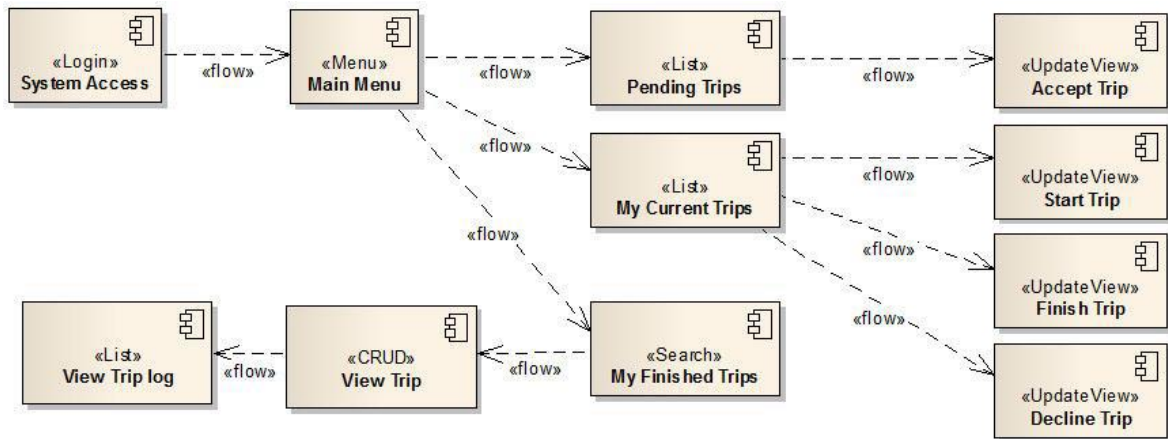 «Login»
System Access
«flow»
«Menu»
Main Menu
«flow»
«List»
Pending Trips
«flow»
«UpdateView»
Accept Trip
«flow»
«List»
My Current Trips
«flow»
«UpdateView»
Start Trip
«flow»
«UpdateView»
Finish Trip
«flow»
«UpdateView»
Decline Trip
«flow»
«Search»
My Finished Trips
«flow»
«CRUD»
View Trip
«flow»
«List»
View Trip log